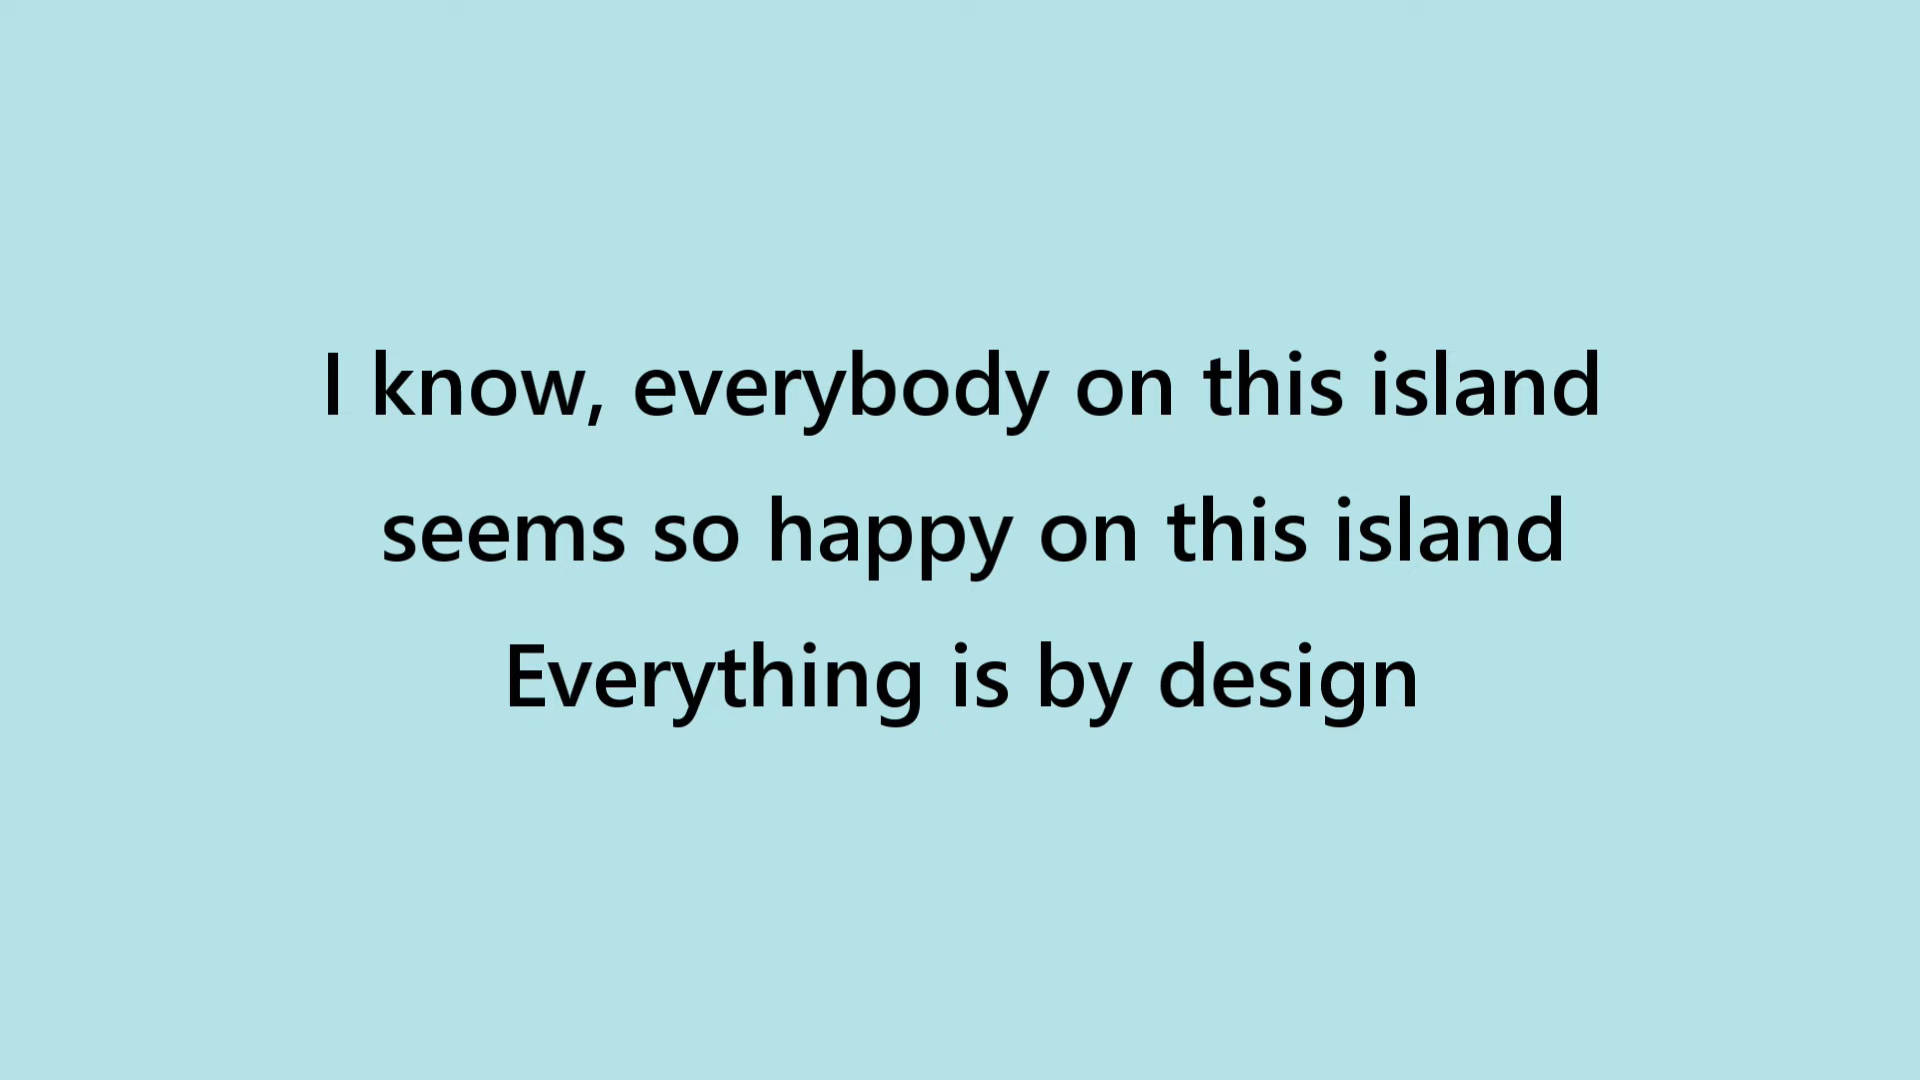 I know, everybody on this island
seems so happy on this island
Everything is by design